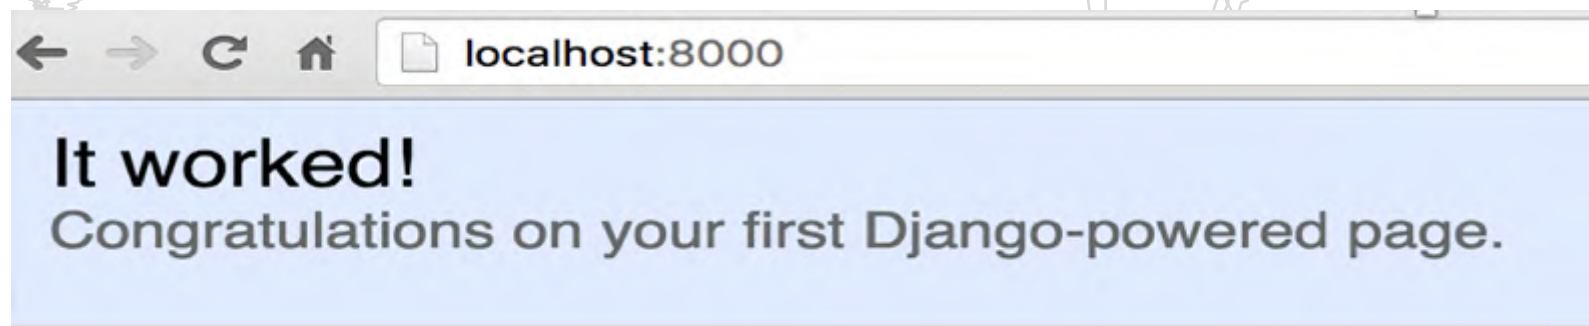 localhost:8000
It worked!
Congratulations on your first Django-powered page.